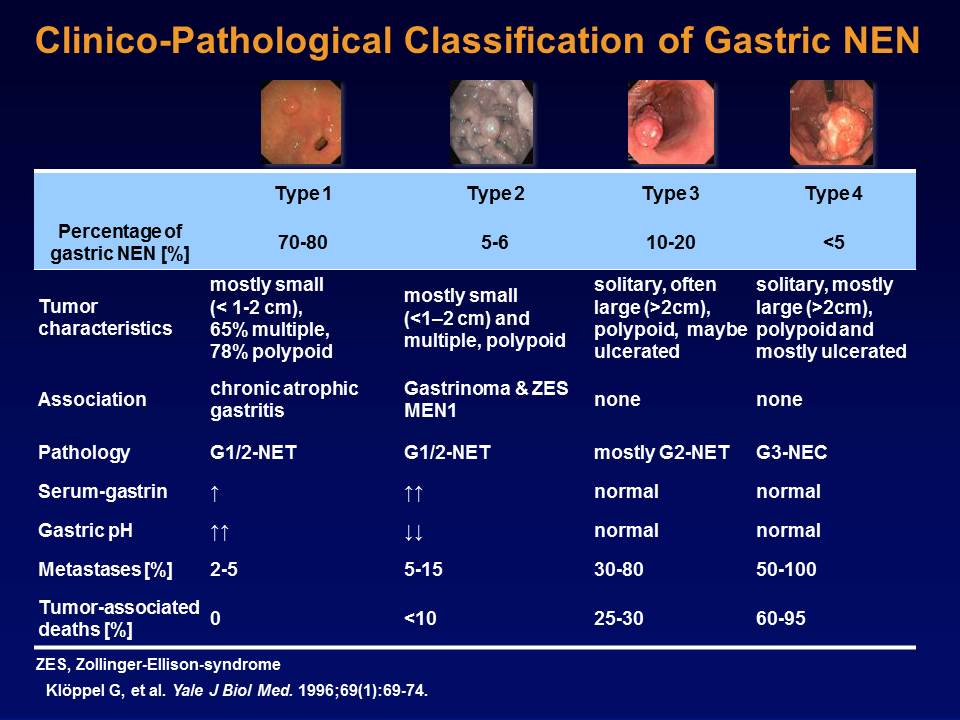 Clinico-Pathological Classification of Gastric NEN
Type 1 Type 2 Type 3 Type 4
Percentage of
gastric NEN [%] 70-80 5-6 10-20 <5
Tumor
characteristics
mostly small
(< 1-2 cm),
65% multiple,
78% polypoid
mostly small
(<1–2 cm) and
multiple, polypoid
solitary, often
large (>2cm),
polypoid, maybe
ulcerated
solitary, mostly
large (>2cm),
polypoid and
mostly ulcerated
Association
chronic atrophic
gastritis
Gastrinoma & ZES
MEN1
none
none
Pathology G1/2-NET G1/2-NET mostly G2-NET G3-NEC
Serum-gastrin ↑ ↑↑ normal normal
Gastric pH ↑↑ ↓↓ normal normal
Metastases [%] 2-5 5-15 30-80 50-100
Tumor-associated
deaths [%] 0 <10 25-30 60-95
ZES, Zollinger-Ellison-syndrome
Klöppel G, et al. Yale J Biol Med. 1996;69(1):69-74.